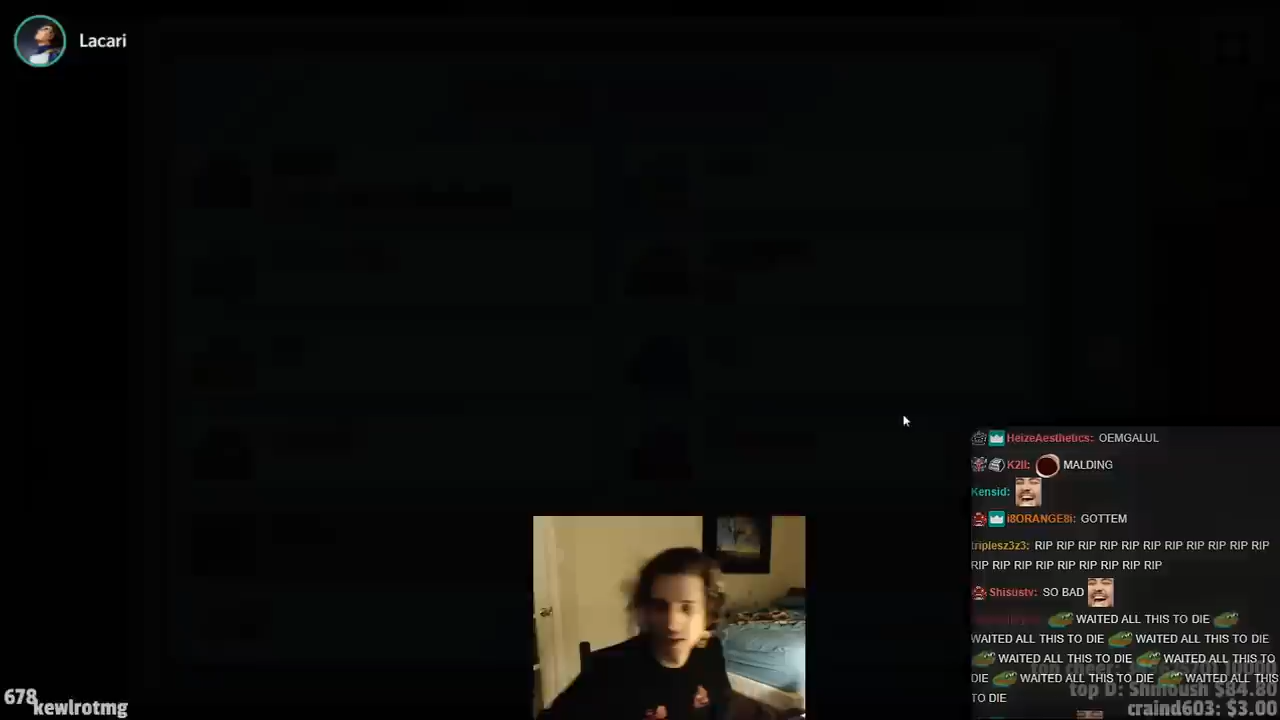 Lacari
HeizeAesthetics: OEMGALUL
K2ll: MALDING
Kensid:
i8ORANGE8i: GOTTEM
triplesz3z3: RIP RIP RIP RIP RIP RIP RIP RIP RIP RIP RIP
RIP RIP RIP RIP RIP RIP RIP RIP RIP
Shisustv: SO BAD
WAITED ALL THIS TO DIE
WAITED ALL THIS TO DIE WAITED ALL THIS TO DIE
WAITED ALL THIS TO DIE WAITED ALL THIS TO
DIE WAITED ALL THIS TO DIE WAITED ALL THIS
TO DIE
top D: Shmoush $84.80
craind603: $3.00
678
kewlrotmg